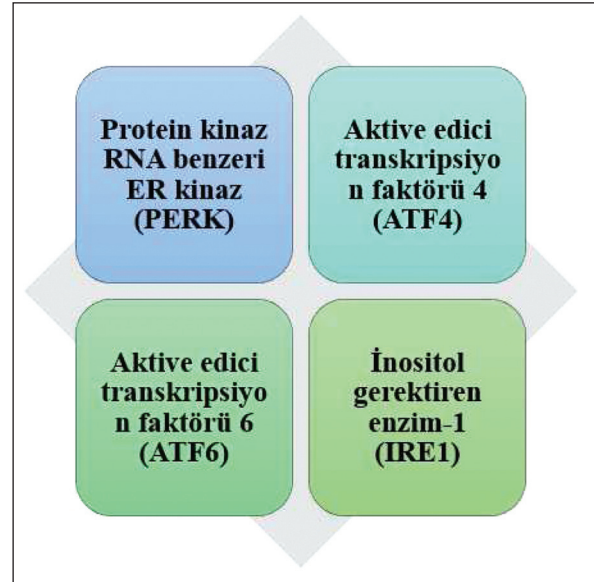 Protein kinaz
RNA benzeri
ER kinaz
(PERK)
Aktive edici
transkripsiyo
n faktörü 4
(ATF4)
Aktive edici
transkripsiyo
n faktörü 6
(ATF6)
İnositol
gerektiren
enzim-1
(IRE1)